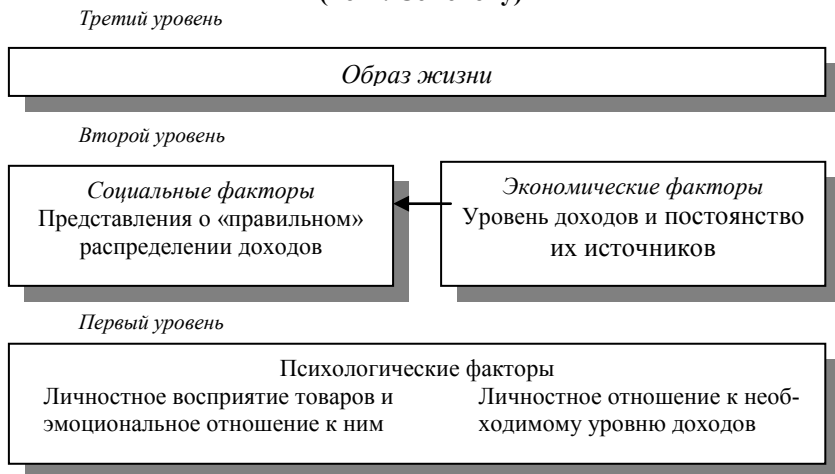 Третий уровень
Образ жизни
Второй уровень
Социальные факторы
Представления о «правильном»
распределении доходов
Экономические факторы
Уровень доходов и постоянство
их источников
Первый уровень
Психологические факторы
Личностное восприятие товаров и
эмоциональное отношение к ним
Личностное отношение к необ-
ходимому уровню доходов